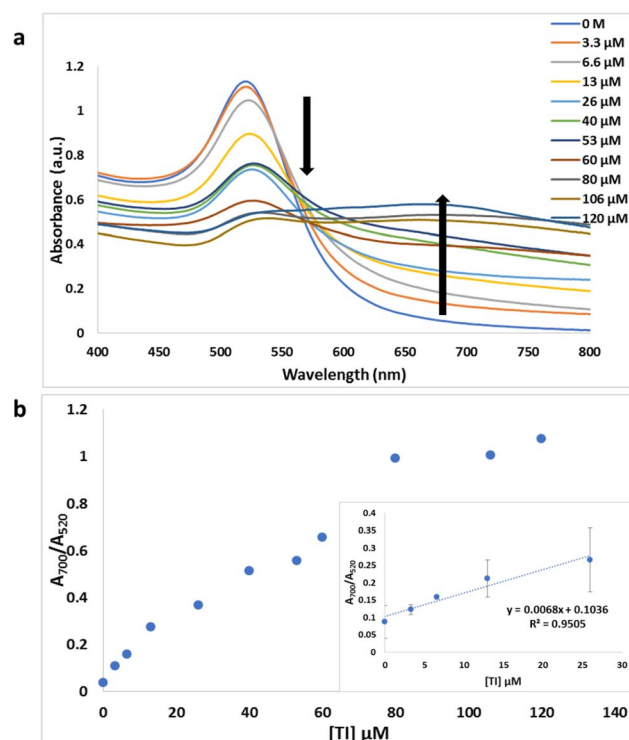 a
0 M
3.3 μM
6.6 μM
13 μM
26 μM
40 μM
53 μM
60 μM
80 μM
106 μM
120 μM
1.2
1
0.8
0.6
0.4
0.2
0
Absorbance (a.u.)
400 450 500 550 600 650 700 750 800
Wavelength (nm)
b
1.2
1
0.8
0.6
0.4
0.2
0
A700/A520
0 20 40 60 80 100 120 140
[TI] μM
0.4
0.35
0.3
0.25
0.2
0.15
0.1
0.05
0
A700/A520
y = 0.0068x + 0.1036
R² = 0.9505
0 5 10 15 20 25 30
[TI] μM